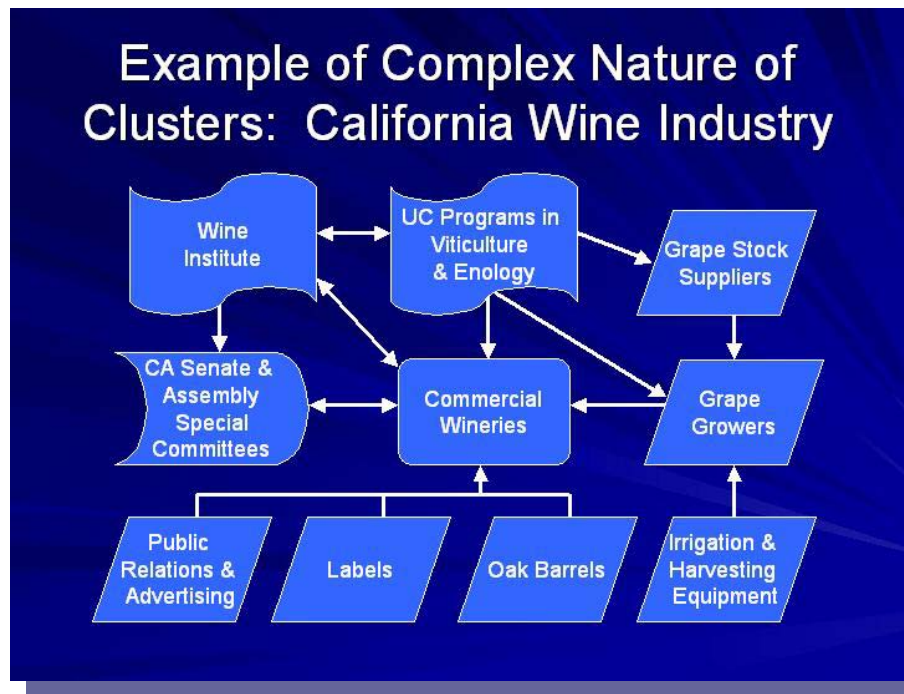 Example of Complex Nature of
Clusters: California Wine Industry
Wine
Institute
UC Programs in
Viticulture
& Enology
Grape Stock
Suppliers
CA Senate &
Assembly
Special
Committees
Commercial
Wineries
Grape
Growers
Public
Relations &
Advertising
Labels
Oak Barrels
Irrigation &
Harvesting
Equipment